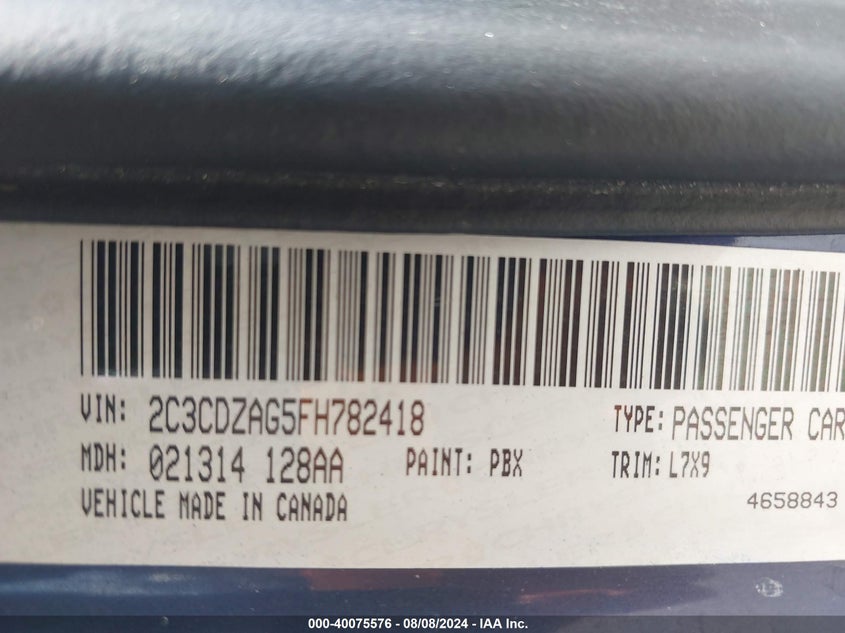 VIN: 2C3CDZAG5FH782418 TYPE: PASSENGER CAR
MDH: 021314 128AA PAINT: PBX TRIM: L7X9
VEHICLE MADE IN CANADA 4658843
000-40075576 - 08/08/2024 - IAA Inc.